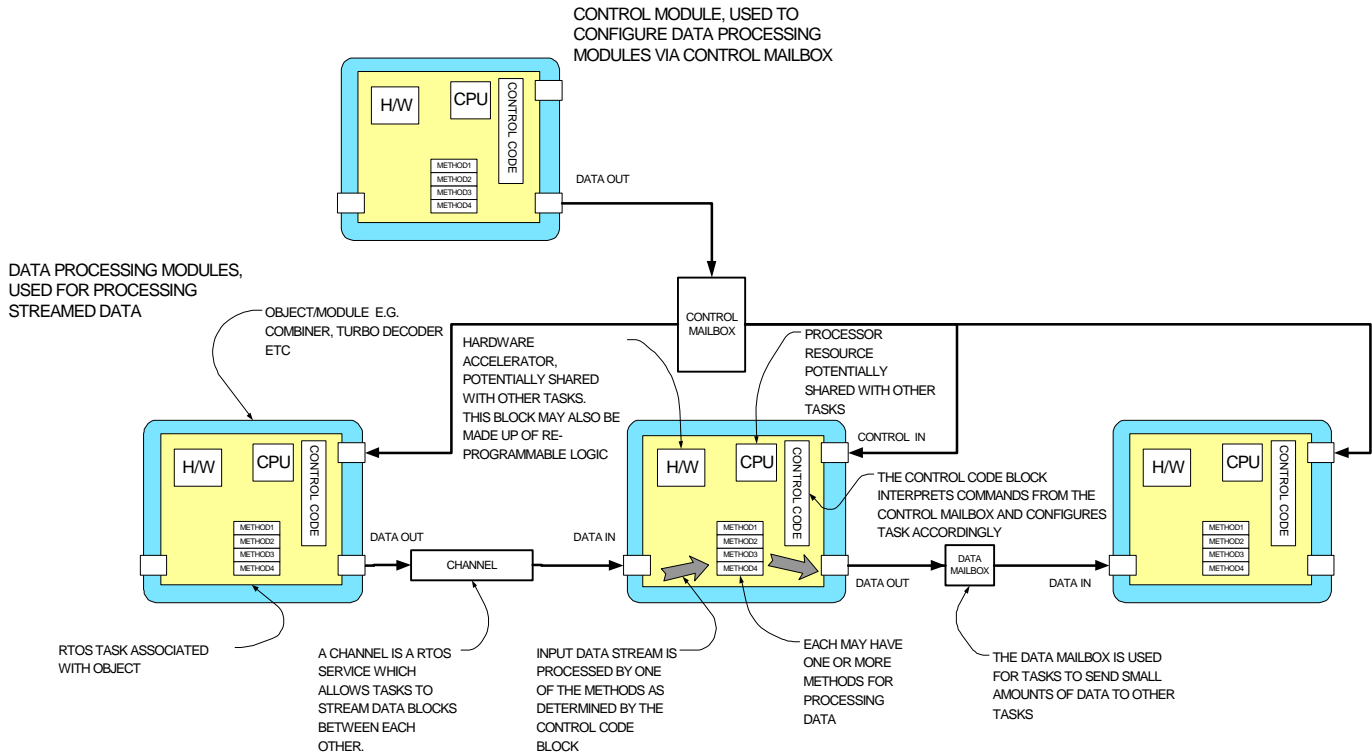 CONTROL MODULE, USED TO
CONFIGURE DATA PROCESSING
MODULES VIA CONTROL MAILBOX
H/W
CPU
CONTROL CODE
METHOD1
METHOD2
METHOD3
METHOD4
DATA OUT
DATA PROCESSING MODULES,
USED FOR PROCESSING
STREAMED DATA
OBJECT/MODULE E.G.
COMBINER, TURBO DECODER
ETC
CONTROL
MAILBOX
HARDWARE
ACCELERATOR,
POTENTIALLY SHARED
WITH OTHER TASKS.
THIS BLOCK MAY ALSO BE
MADE UP OF RE-
PROGRAMMABLE LOGIC
PROCESSOR
RESOURCE
POTENTIALLY
SHARED WITH OTHER
TASKS
H/W
CPU
CONTROL CODE
METHOD1
METHOD2
METHOD3
METHOD4
DATA OUT
CHANNEL
DATA IN
H/W
CPU
CONTROL CODE
METHOD1
METHOD2
METHOD3
METHOD4
CONTROL IN
THE CONTROL CODE BLOCK
INTERPRETS COMMANDS FROM THE
CONTROL MAILBOX AND CONFIGURES
TASK ACCORDINGLY
DATA OUT
DATA
MAILBOX
DATA IN
H/W
CPU
CONTROL CODE
METHOD1
METHOD2
METHOD3
METHOD4
RTOS TASK ASSOCIATED
WITH OBJECT
A CHANNEL IS A RTOS
SERVICE WHICH
ALLOWS TASKS TO
STREAM DATA BLOCKS
BETWEEN EACH
OTHER.
INPUT DATA STREAM IS
PROCESSED BY ONE
OF THE METHODS AS
DETERMINED BY THE
CONTROL CODE
BLOCK
EACH MAY HAVE
ONE OR MORE
METHODS FOR
PROCESSING
DATA
THE DATA MAILBOX IS USED
FOR TASKS TO SEND SMALL
AMOUNTS OF DATA TO OTHER
TASKS